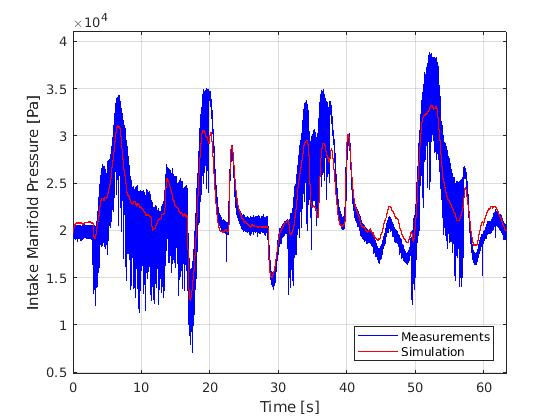 ×10⁴
4
3.5
3
2.5
2
1.5
1
0.5
Intake Manifold Pressure [Pa]
Measurements
Simulation
0 10 20 30 40 50 60
Time [s]